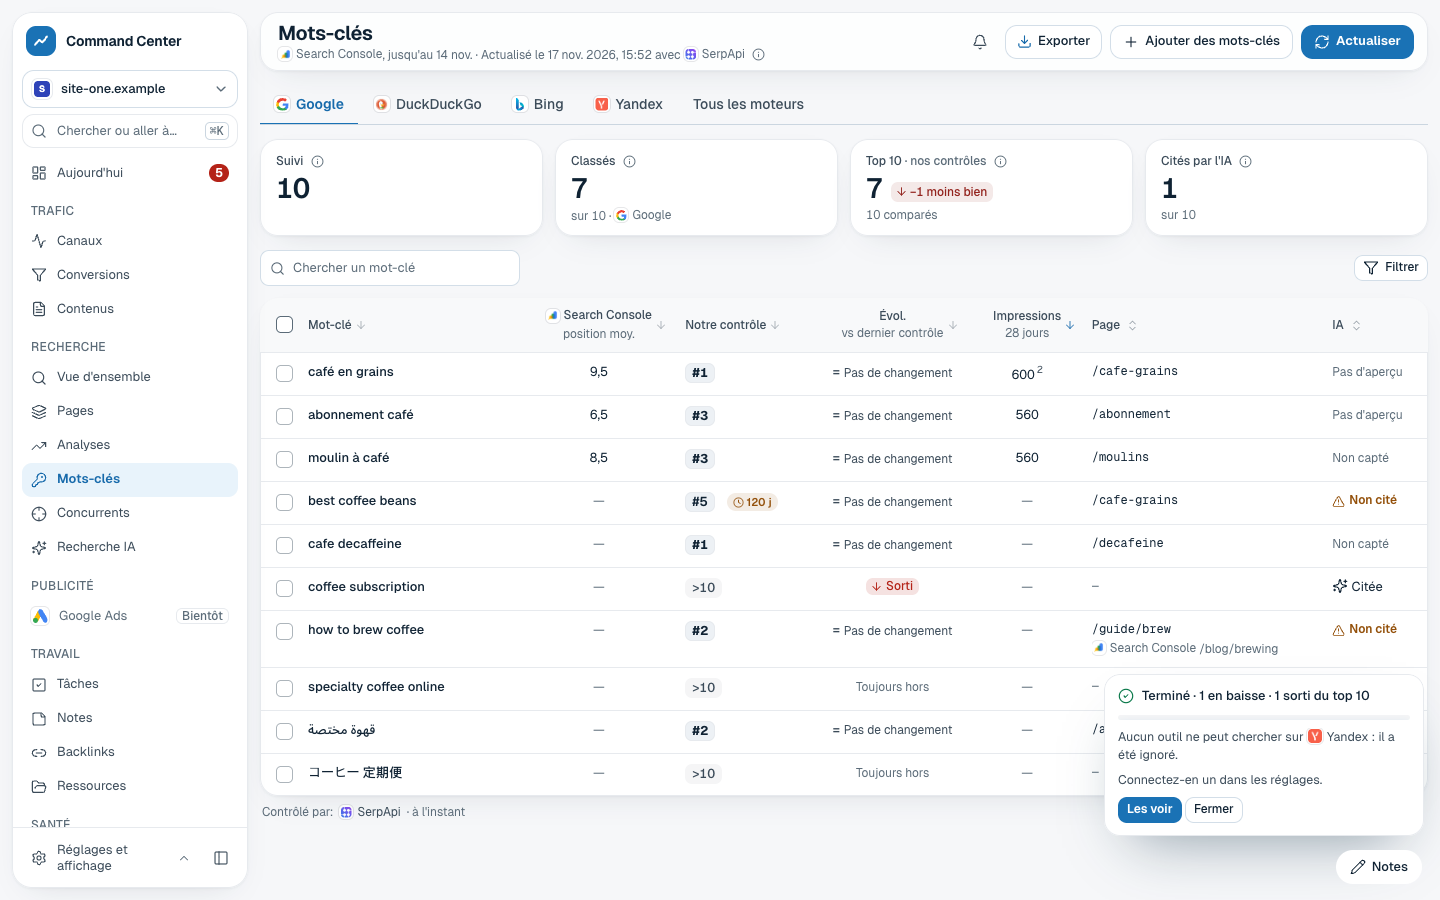 Command Center
S site-one.example
Chercher ou aller à... ⌘K
Aujourd'hui 5
TRAFIC
Canaux
Conversions
Contenus
RECHERCHE
Vue d'ensemble
Pages
Analyses
Mots-clés
Concurrents
Recherche IA
PUBLICITÉ
Google Ads Bientôt
TRAVAIL
Tâches
Notes
Backlinks
Ressources
SANTÉ
Réglages et
affichage
Mots-clés
Search Console, jusqu'au 14 nov. · Actualisé le 17 nov. 2026, 15:52 avec SerpApi
Exporter
Ajouter des mots-clés
Actualiser
Google DuckDuckGo Bing Yandex Tous les moteurs
Suivi
10
Classés
7
sur 10 · Google
Top 10 · nos contrôles
7 −1 moins bien
10 comparés
Cités par l'IA
1
sur 10
Chercher un mot-clé
Filtrer
Mot-clé Search Console position moy. Notre contrôle Évol. vs dernier contrôle Impressions 28 jours Page IA
café en grains 9,5 #1 = Pas de changement 600 2 /cafe-grains Pas d'aperçu
abonnement café 6,5 #3 = Pas de changement 560 /abonnement Pas d'aperçu
moulin à café 8,5 #3 = Pas de changement 560 /moulins Non capté
best coffee beans — #5 120 j = Pas de changement — /cafe-grains Non cité
cafe decaffeine — #1 = Pas de changement — /decafeine Non capté
coffee subscription — >10 Sorti — – Citée
how to brew coffee — #2 = Pas de changement — /guide/brew Non cité
Search Console /blog/brewing
specialty coffee online — >10 Toujours hors — –
قهوة مختصة — #2 = Pas de changement — /a
コーヒー 定期便 — >10 Toujours hors — –
Contrôlé par: SerpApi · à l'instant
Terminé · 1 en baisse · 1 sorti du top 10
Aucun outil ne peut chercher sur Yandex : il a
été ignoré.
Connectez-en un dans les réglages.
Les voir Fermer
Notes